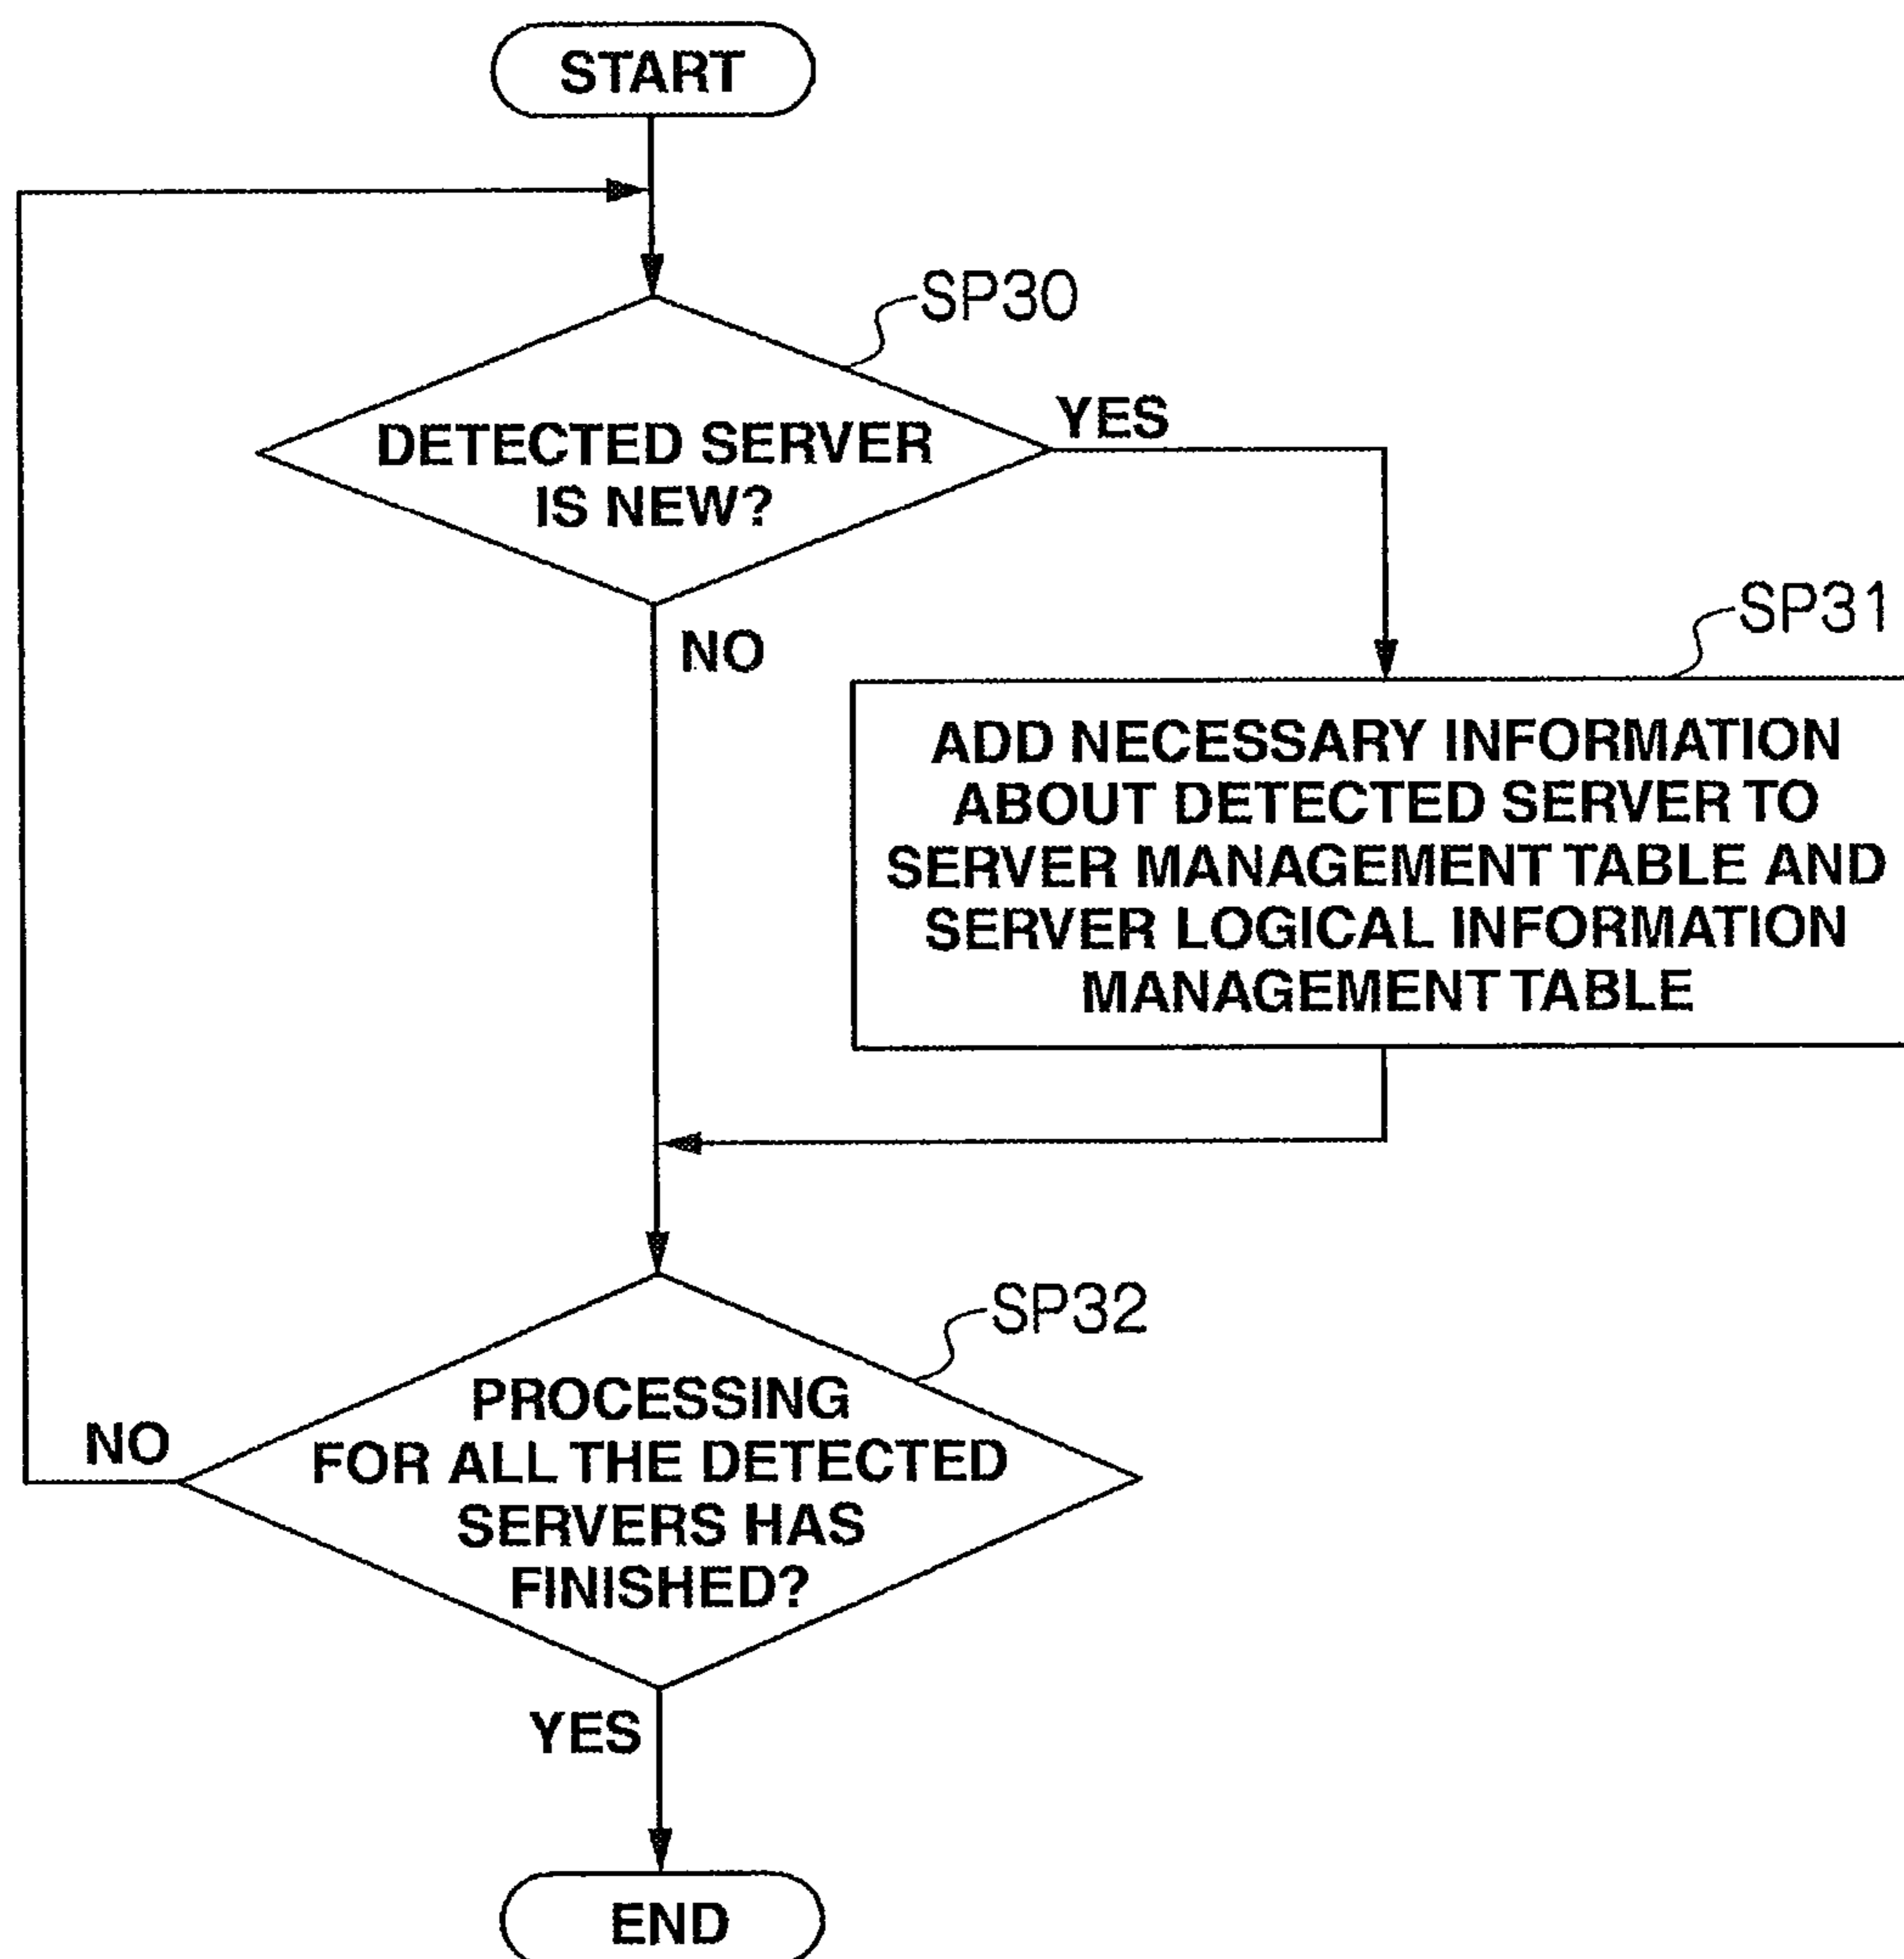 START
SP30
DETECTED SERVER
IS NEW?
YES
NO
SP31
ADD NECESSARY INFORMATION
ABOUT DETECTED SERVER TO
SERVER MANAGEMENT TABLE AND
SERVER LOGICAL INFORMATION
MANAGEMENT TABLE
SP32
PROCESSING
FOR ALL THE DETECTED
SERVERS HAS
FINISHED?
NO
YES
END